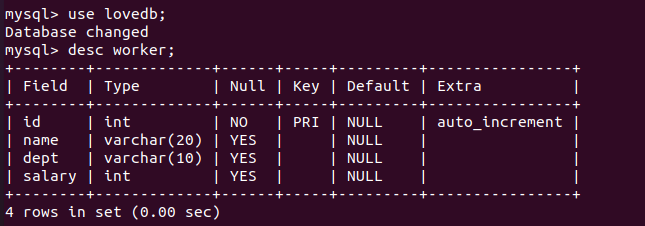 mysql> use lovedb;
Database changed
mysql> desc worker;
+--------+-------------+------+-----+---------+----------------+
| Field  | Type        | Null | Key | Default | Extra          |
+--------+-------------+------+-----+---------+----------------+
| id     | int         | NO   | PRI | NULL    | auto_increment |
| name   | varchar(20) | YES  |     | NULL    |                |
| dept   | varchar(10) | YES  |     | NULL    |                |
| salary | int         | YES  |     | NULL    |                |
+--------+-------------+------+-----+---------+----------------+
4 rows in set (0.00 sec)